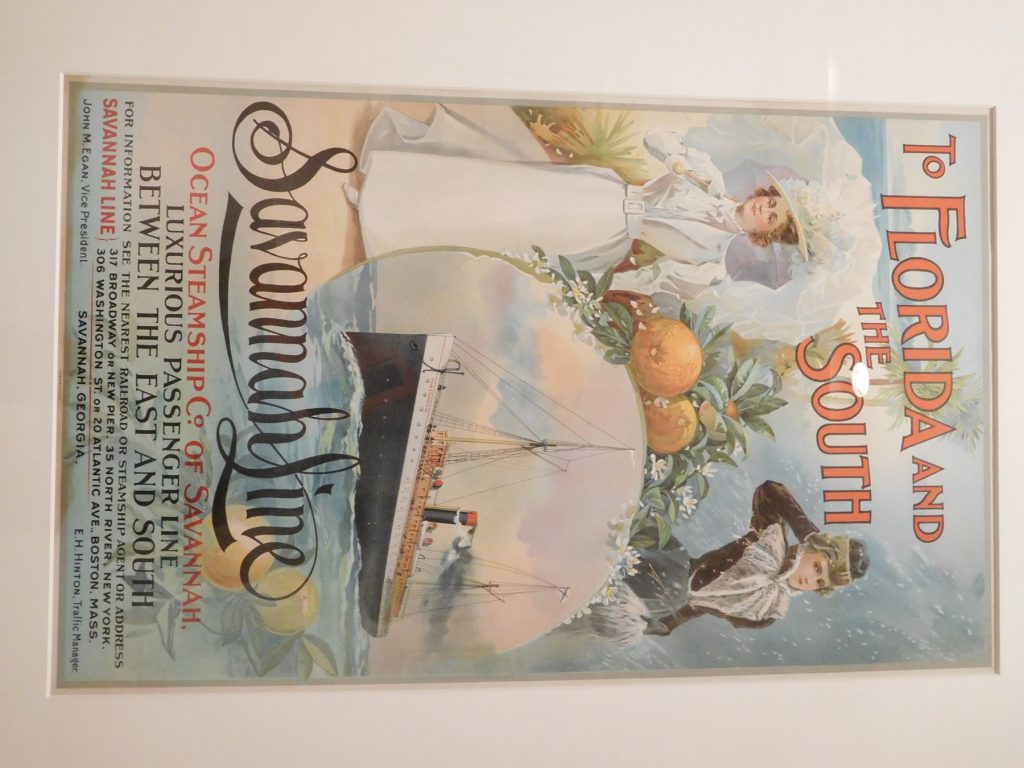 TO FLORIDA AND
THE
SOUTH
Savannah Line
OCEAN STEAMSHIP Co. OF SAVANNAH.
LUXURIOUS PASSENGER LINE
BETWEEN THE EAST AND SOUTH
FOR INFORMATION SEE THE NEAREST RAILROAD OR STEAMSHIP AGENT OR ADDRESS
SAVANNAH LINE } 317 BROADWAY OR NEW PIER, 35 NORTH RIVER, NEW YORK.
306 WASHINGTON ST. OR 20 ATLANTIC AVE., BOSTON, MASS.
JOHN M. EGAN, Vice President. SAVANNAH, GEORGIA. E.H. HINTON, Traffic Manager.